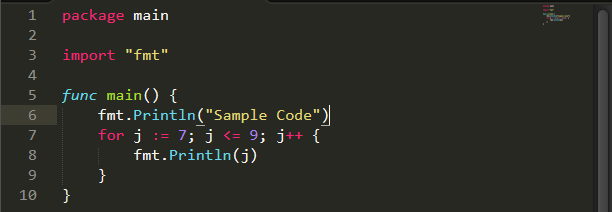 1 package main
2
3 import "fmt"
4
5 func main() {
6     fmt.Println("Sample Code")
7     for j := 7; j <= 9; j++ {
8         fmt.Println(j)
9     }
10 }